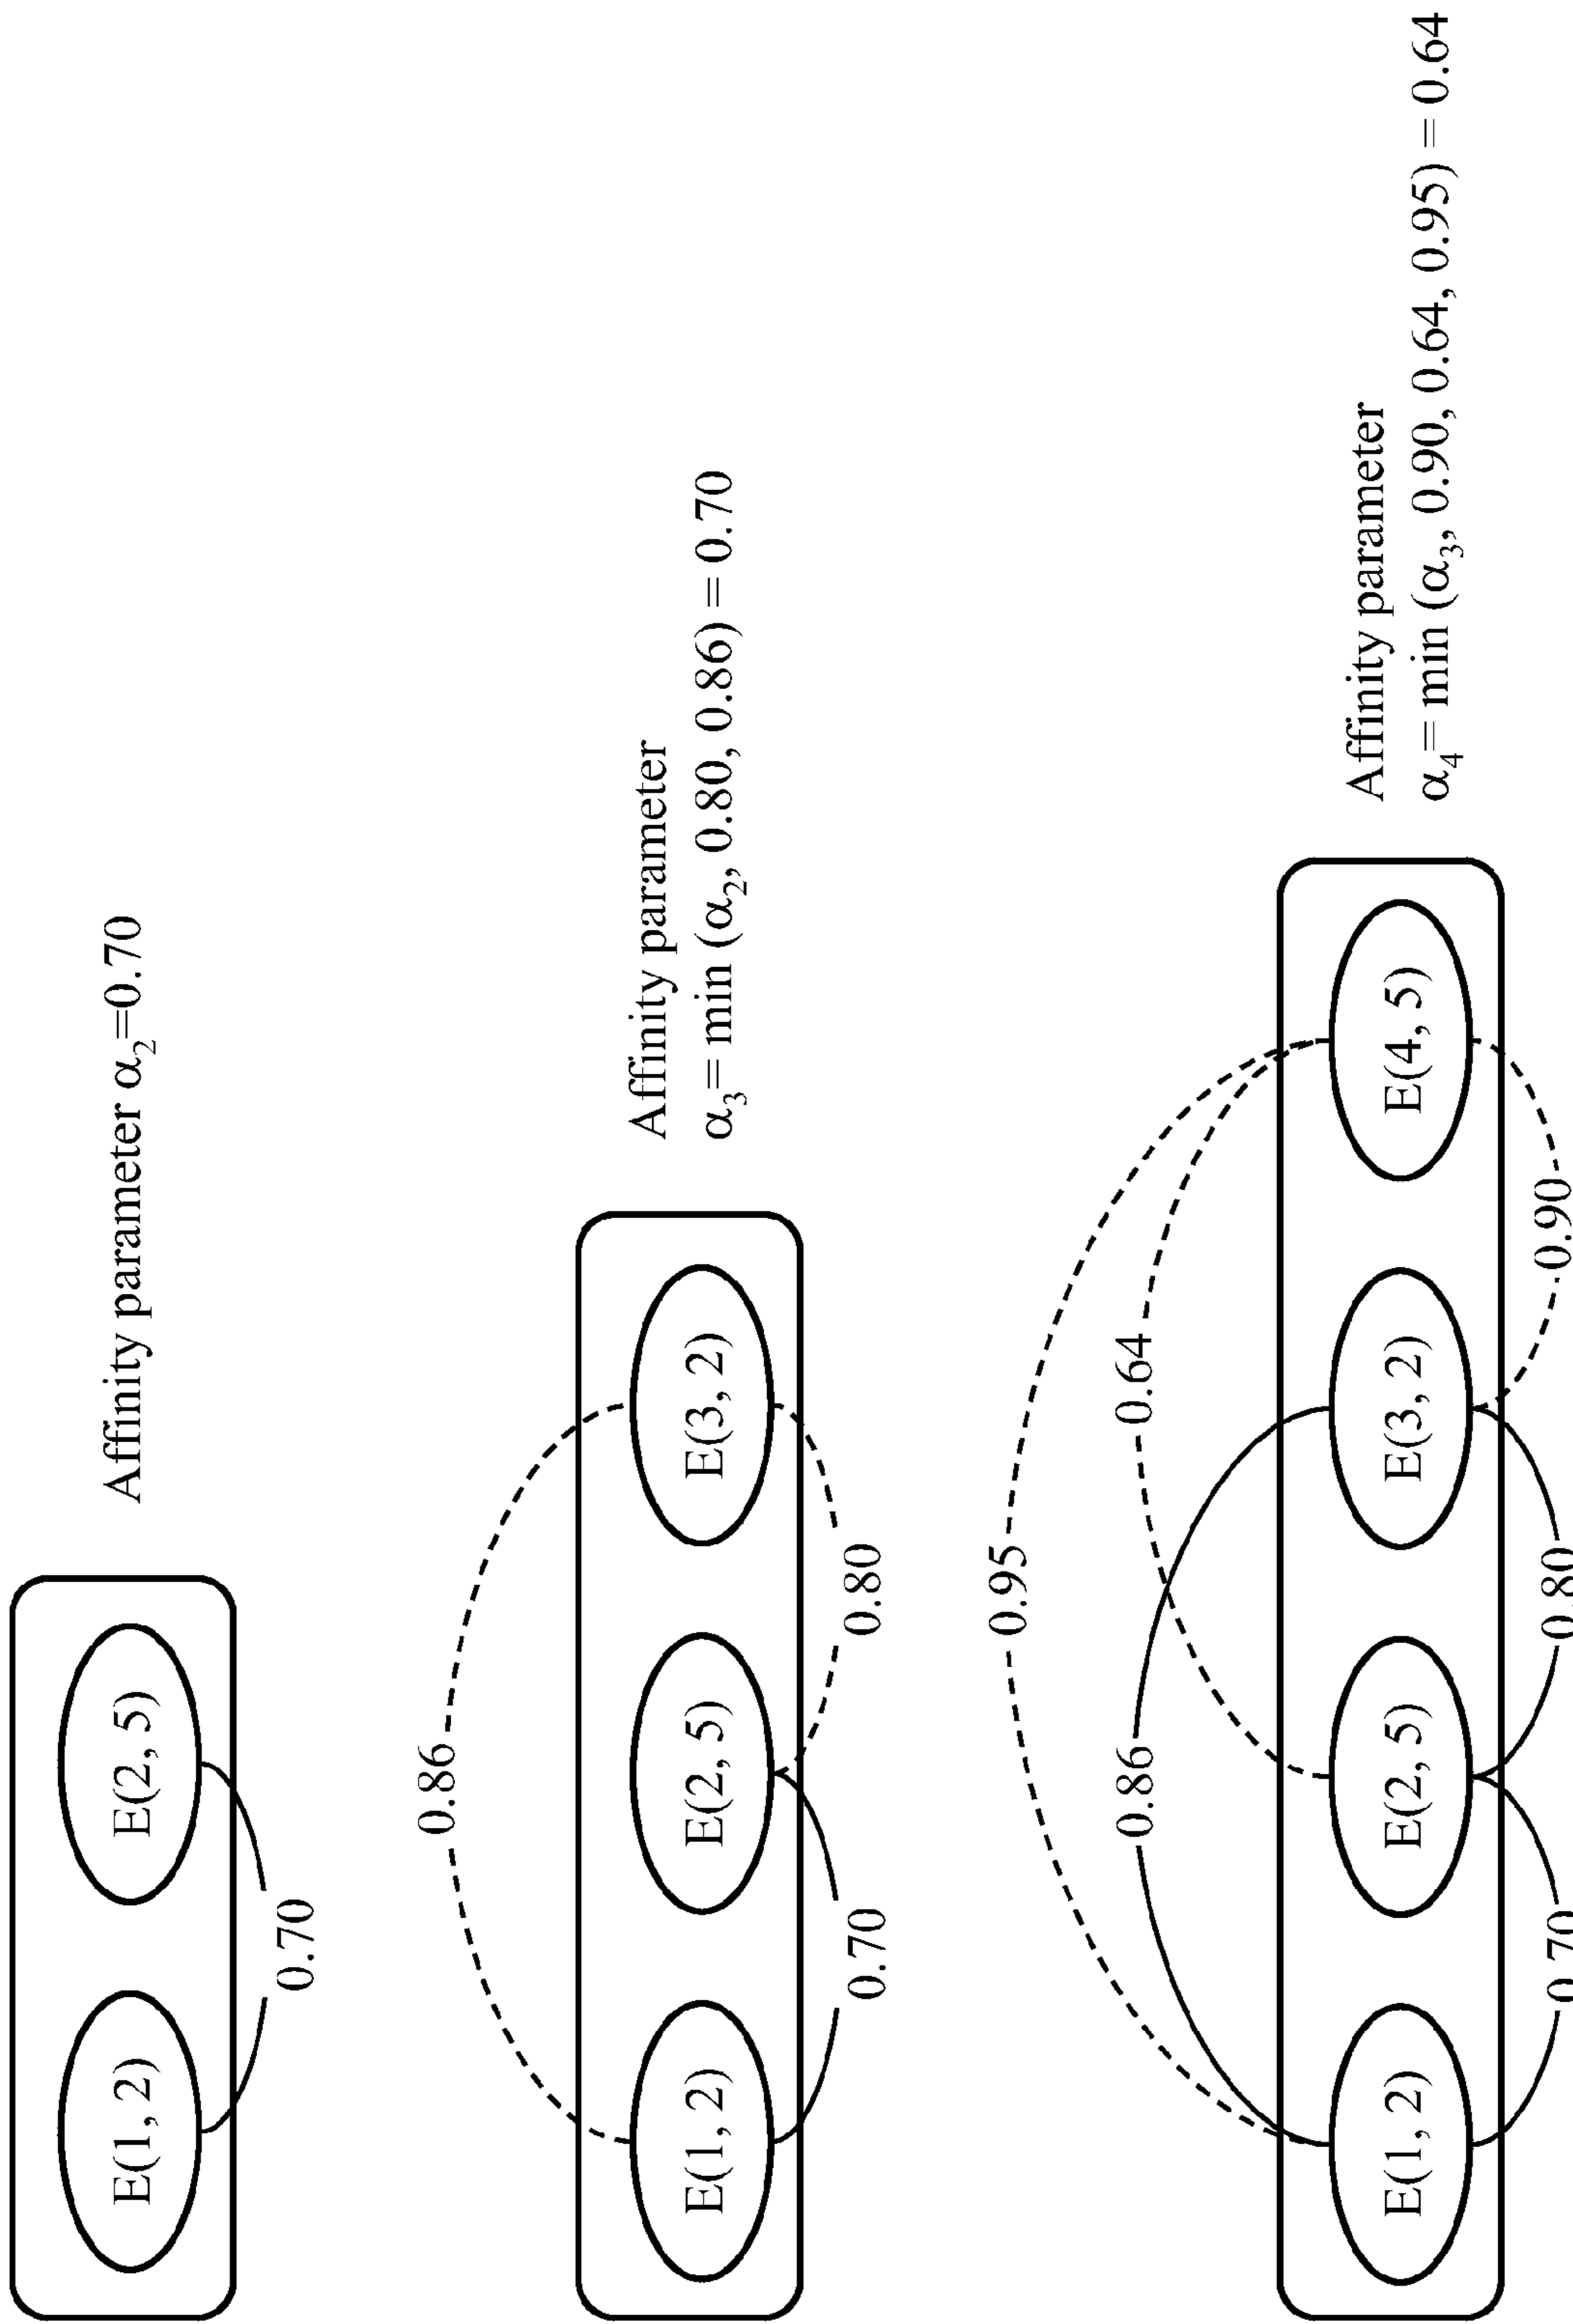 E(1, 2)
E(2, 5)
Affinity parameter α₂=0.70
0.70
0.86
E(1, 2)
E(2, 5)
E(3, 2)
Affinity parameter
α₃= min (α₂, 0.80, 0.86) = 0.70
0.70
0.80
0.95
0.86
0.64
E(1, 2)
E(2, 5)
E(3, 2)
E(4, 5)
Affinity parameter
α₄= min (α₃, 0.90, 0.64, 0.95) = 0.64
0.70
0.80
0.90